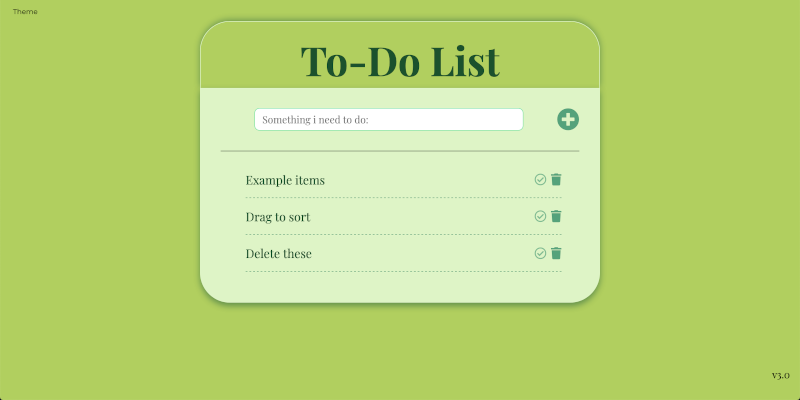 Theme
To-Do List
Something i need to do:
Example items
Drag to sort
Delete these
v3.0